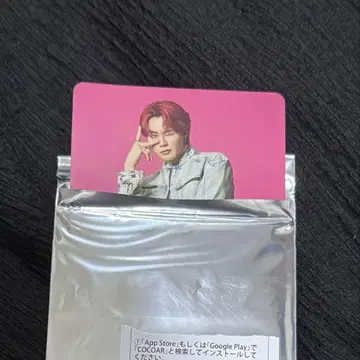 ①「App Store」もしくは「Google Play」で
「COCOAR」と検索してインストールして
ください。